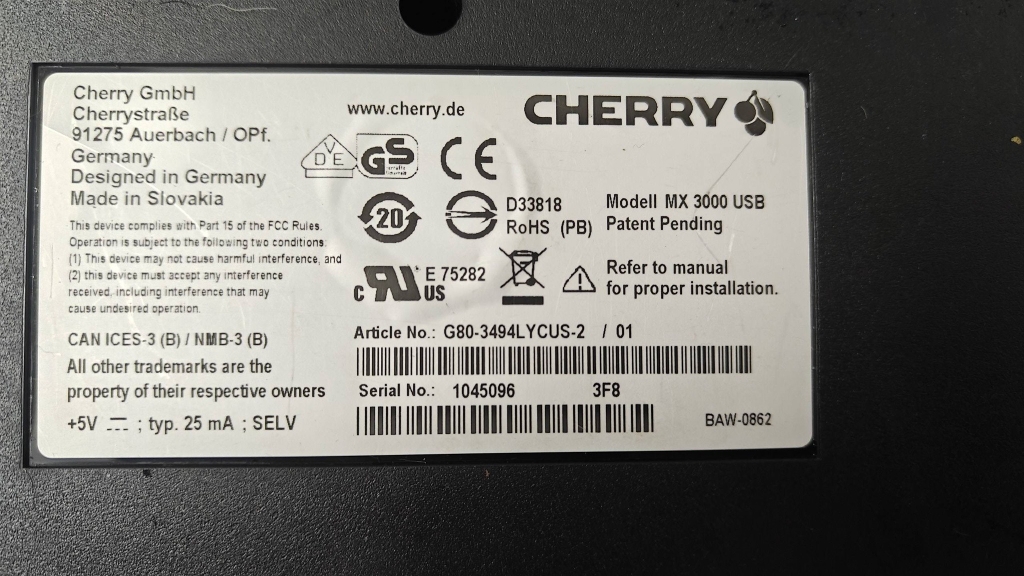 Cherry GmbH
Cherrystraße
91275 Auerbach / OPf.
Germany
Designed in Germany
Made in Slovakia
This device complies with Part 15 of the FCC Rules.
Operation is subject to the following two conditions:
(1) This device may not cause harmful interference, and
(2) this device must accept any interference
received, including interference that may
cause undesired operation.
CAN ICES-3 (B) / NMB-3 (B)
All other trademarks are the
property of their respective owners
+5V ⎓ ; typ. 25 mA ; SELV
www.cherry.de
CHERRY
VDE GS CE
20
D33818
RoHS (PB)
Modell MX 3000 USB
Patent Pending
c RU US E 75282
Refer to manual
for proper installation.
Article No.: G80-3494LYCUS-2 / 01
Serial No.: 1045096 3F8
BAW-0862